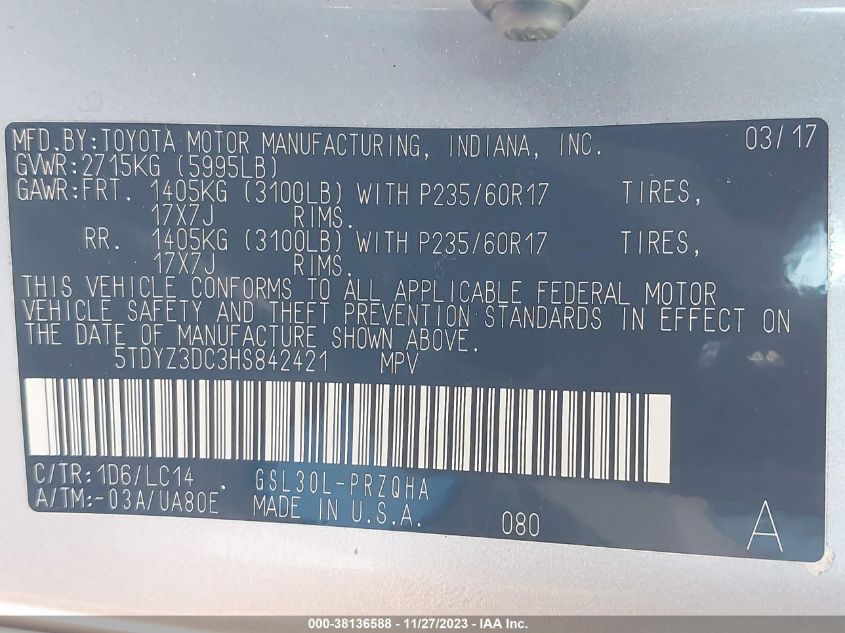 MFD.BY:TOYOTA MOTOR MANUFACTURING, INDIANA, INC. 03/17
GVWR:2715KG (5995LB)
GAWR:FRT. 1405KG (3100LB) WITH P235/60R17 TIRES,
17X7J RIMS.
RR. 1405KG (3100LB) WITH P235/60R17 TIRES,
17X7J RIMS.
THIS VEHICLE CONFORMS TO ALL APPLICABLE FEDERAL MOTOR
VEHICLE SAFETY AND THEFT PREVENTION STANDARDS IN EFFECT ON
THE DATE OF MANUFACTURE SHOWN ABOVE.
5TDYZ3DC3HS842421 MPV
C/TR:1D6/LC14 . GSL30L-PRZQHA
A/TM:-03A/UA80E MADE IN U.S.A. 080 A
000-38136588 - 11/27/2023 - IAA Inc.